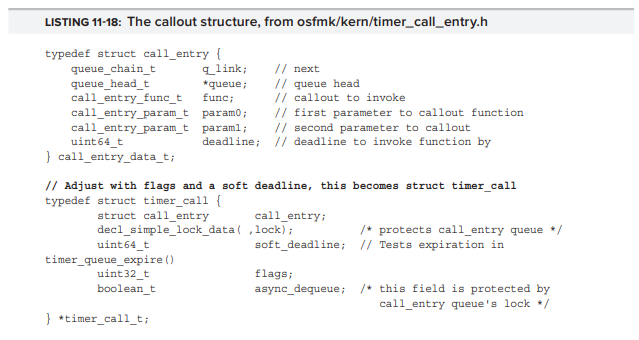 LISTING 11-18: The callout structure, from osfmk/kern/timer_call_entry.h
typedef struct call_entry {
    queue_chain_t       q_link;    // next
    queue_head_t        *queue;    // queue head
    call_entry_func_t   func;      // callout to invoke
    call_entry_param_t  param0;    // first parameter to callout function
    call_entry_param_t  param1;    // second parameter to callout
    uint64_t            deadline;  // deadline to invoke function by
} call_entry_data_t;
// Adjust with flags and a soft deadline, this becomes struct timer_call
typedef struct timer_call {
        struct call_entry       call_entry;
        decl_simple_lock_data( ,lock);         /* protects call_entry queue */
        uint64_t                soft_deadline; // Tests expiration in
timer_queue_expire()
        uint32_t                flags;
        boolean_t               async_dequeue; /* this field is protected by
                                                  call_entry queue's lock */
} *timer_call_t;